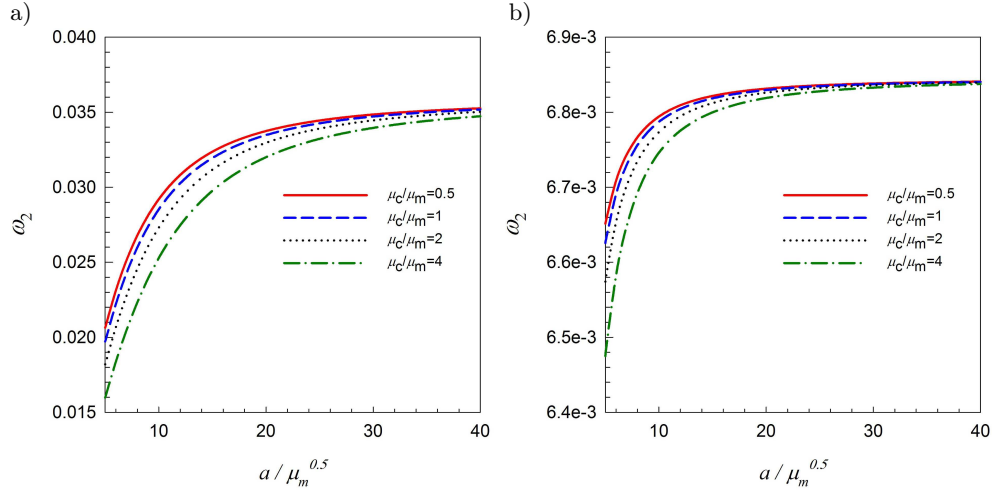 a)
0.040
0.035
0.030
0.025
0.020
0.015
ω₂
μc/μm=0.5
μc/μm=1
μc/μm=2
μc/μm=4
10 20 30 40
a / μm^0.5
b)
6.9e-3
6.8e-3
6.7e-3
6.6e-3
6.5e-3
6.4e-3
ω₂
μc/μm=0.5
μc/μm=1
μc/μm=2
μc/μm=4
10 20 30 40
a / μm^0.5